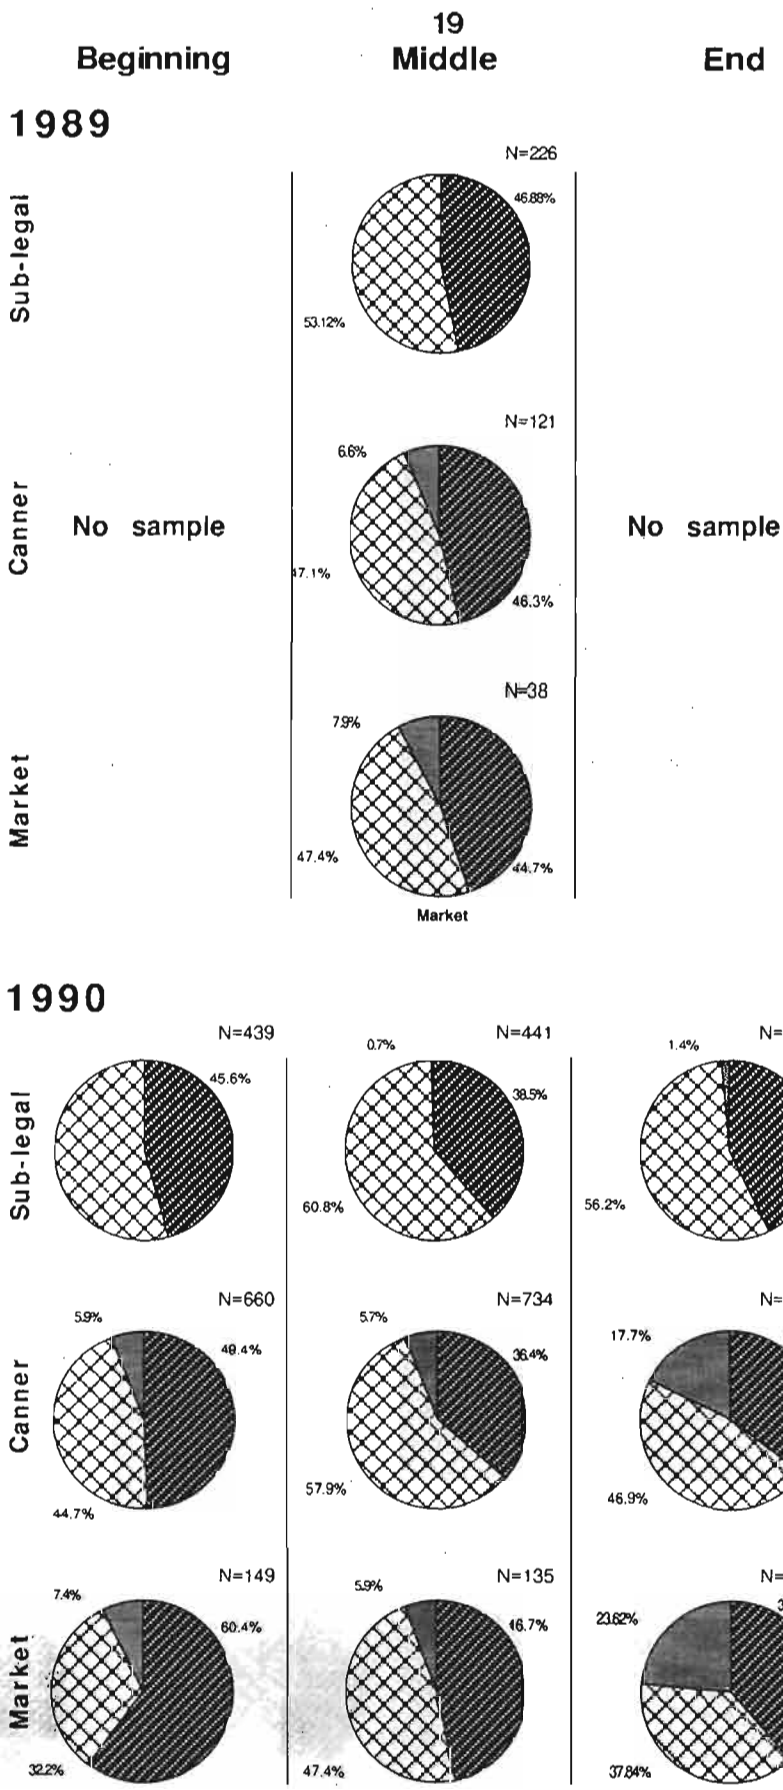 19
Beginning Middle End
1989
N=226
46.88%
Sub-legal
53.12%
N=121
6.6%
Canner
No sample
No sample
47.1%
46.3%
N=38
7.9%
Market
47.4%
44.7%
Market
1990
N=439 N=441 N=
0.7% 1.4%
45.6% 38.5%
Sub-legal
60.8% 56.2%
N=660 N=734 N=
5.9% 5.7% 17.7%
49.4% 36.4%
Canner
44.7% 57.9% 46.9%
N=149 N=135 N=
7.4% 5.9% 23.62%
60.4% 46.7%
Market
32.2% 47.4% 37.84%